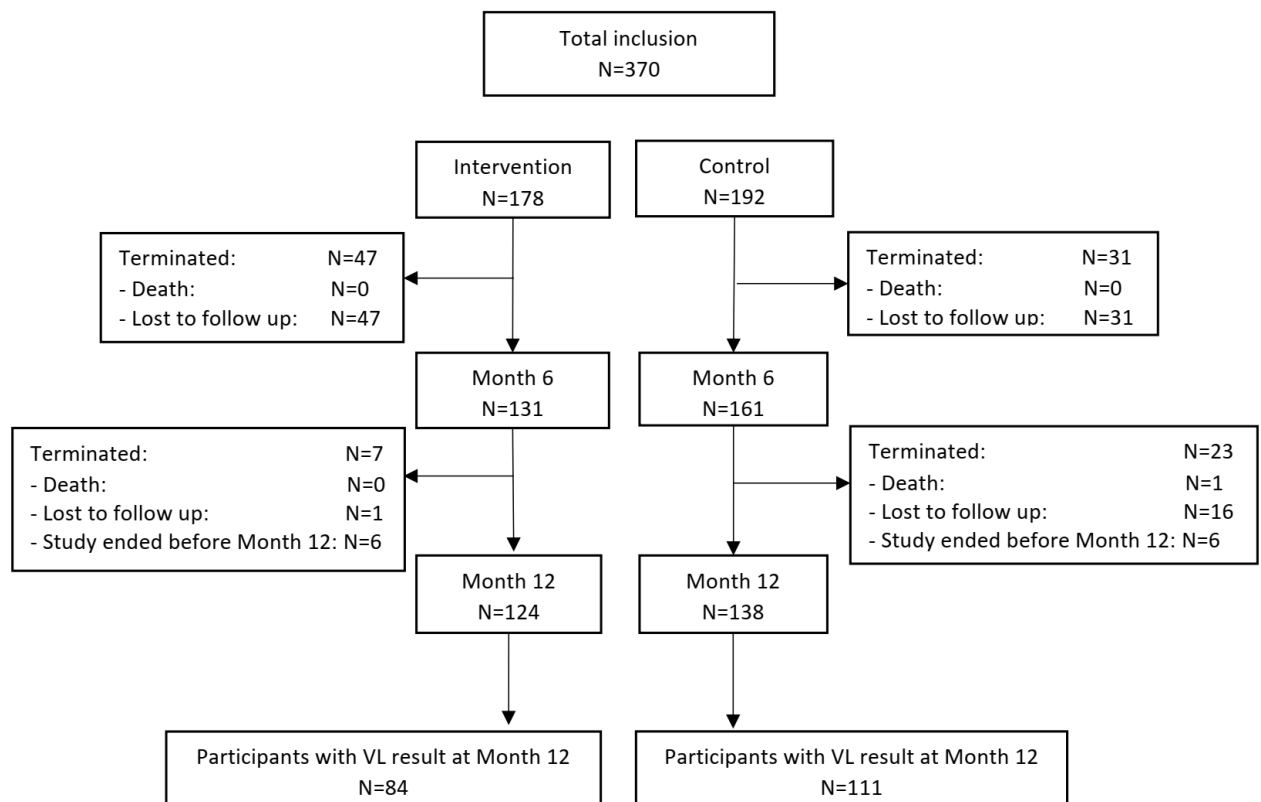 Total inclusion
N=370
Intervention
N=178
Control
N=192
Terminated: N=47
- Death: N=0
- Lost to follow up: N=47
Terminated: N=31
- Death: N=0
- Lost to follow up: N=31
Month 6
N=131
Month 6
N=161
Terminated: N=7
- Death: N=0
- Lost to follow up: N=1
- Study ended before Month 12: N=6
Terminated: N=23
- Death: N=1
- Lost to follow up: N=16
- Study ended before Month 12: N=6
Month 12
N=124
Month 12
N=138
Participants with VL result at Month 12
N=84
Participants with VL result at Month 12
N=111